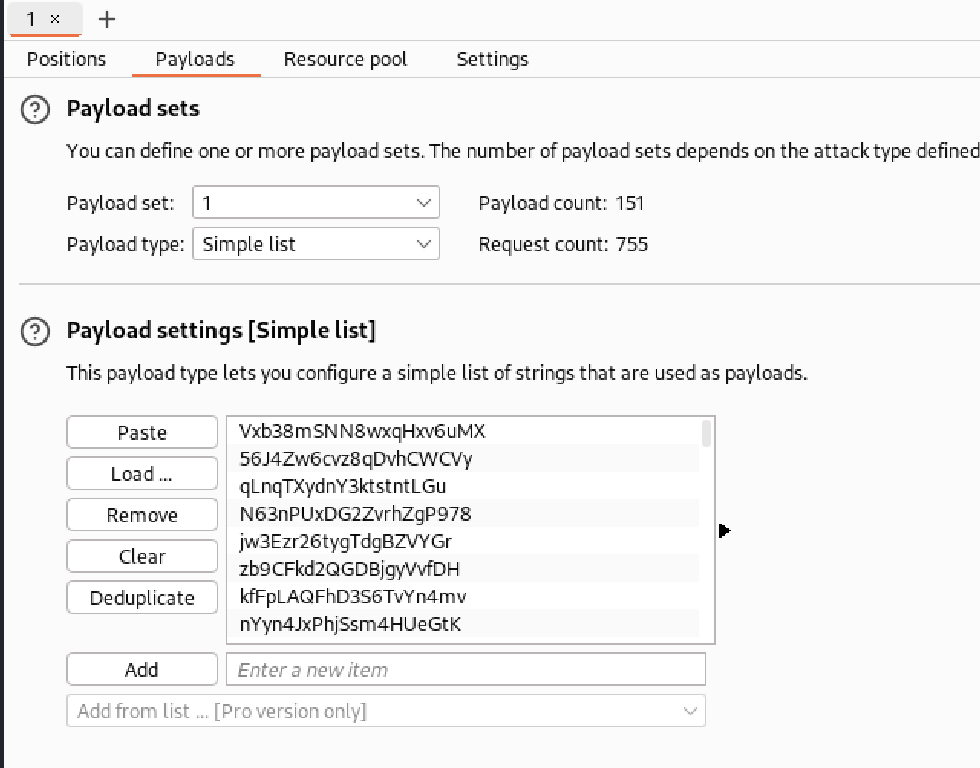 1 ×  +
Positions  Payloads  Resource pool  Settings
? Payload sets
You can define one or more payload sets. The number of payload sets depends on the attack type defined
Payload set: 1  Payload count: 151
Payload type: Simple list  Request count: 755
? Payload settings [Simple list]
This payload type lets you configure a simple list of strings that are used as payloads.
Paste
Load ...
Remove
Clear
Deduplicate
Vxb38mSNN8wxqHxv6uMX
56J4Zw6cvz8qDvhCWCVy
qLnqTXydnY3ktstntLGu
N63nPUxDG2ZvrhZgP978
jw3Ezr26tygTdgBZVYGr
zb9CFkd2QGDBjgyVvfDH
kfFpLAQFhD3S6TvYn4mv
nYyn4JxPhjSsm4HUeGtK
Add  Enter a new item
Add from list ... [Pro version only]